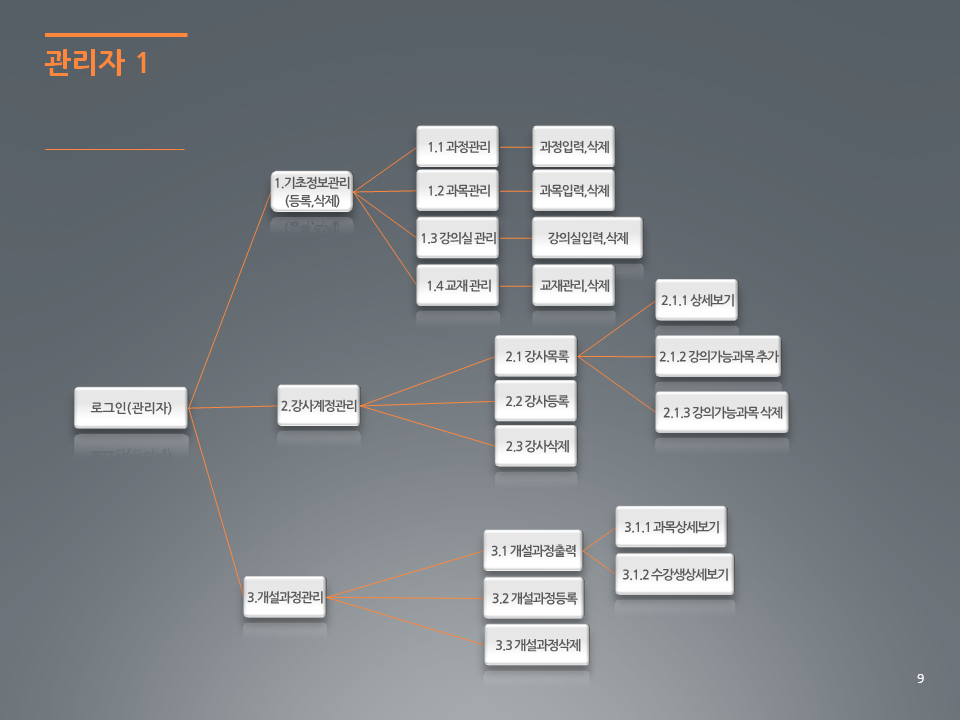 관리자 1
로그인(관리자)
1.기초정보관리
(등록,삭제)
1.1 과정관리
과정입력,삭제
1.2 과목관리
과목입력,삭제
1.3 강의실 관리
강의실입력,삭제
1.4 교재 관리
교재관리,삭제
2.강사계정관리
2.1 강사목록
2.1.1 상세보기
2.1.2 강의가능과목 추가
2.1.3 강의가능과목 삭제
2.2 강사등록
2.3 강사삭제
3.개설과정관리
3.1 개설과정출력
3.1.1 과목상세보기
3.1.2 수강생상세보기
3.2 개설과정등록
3.3 개설과정삭제
9